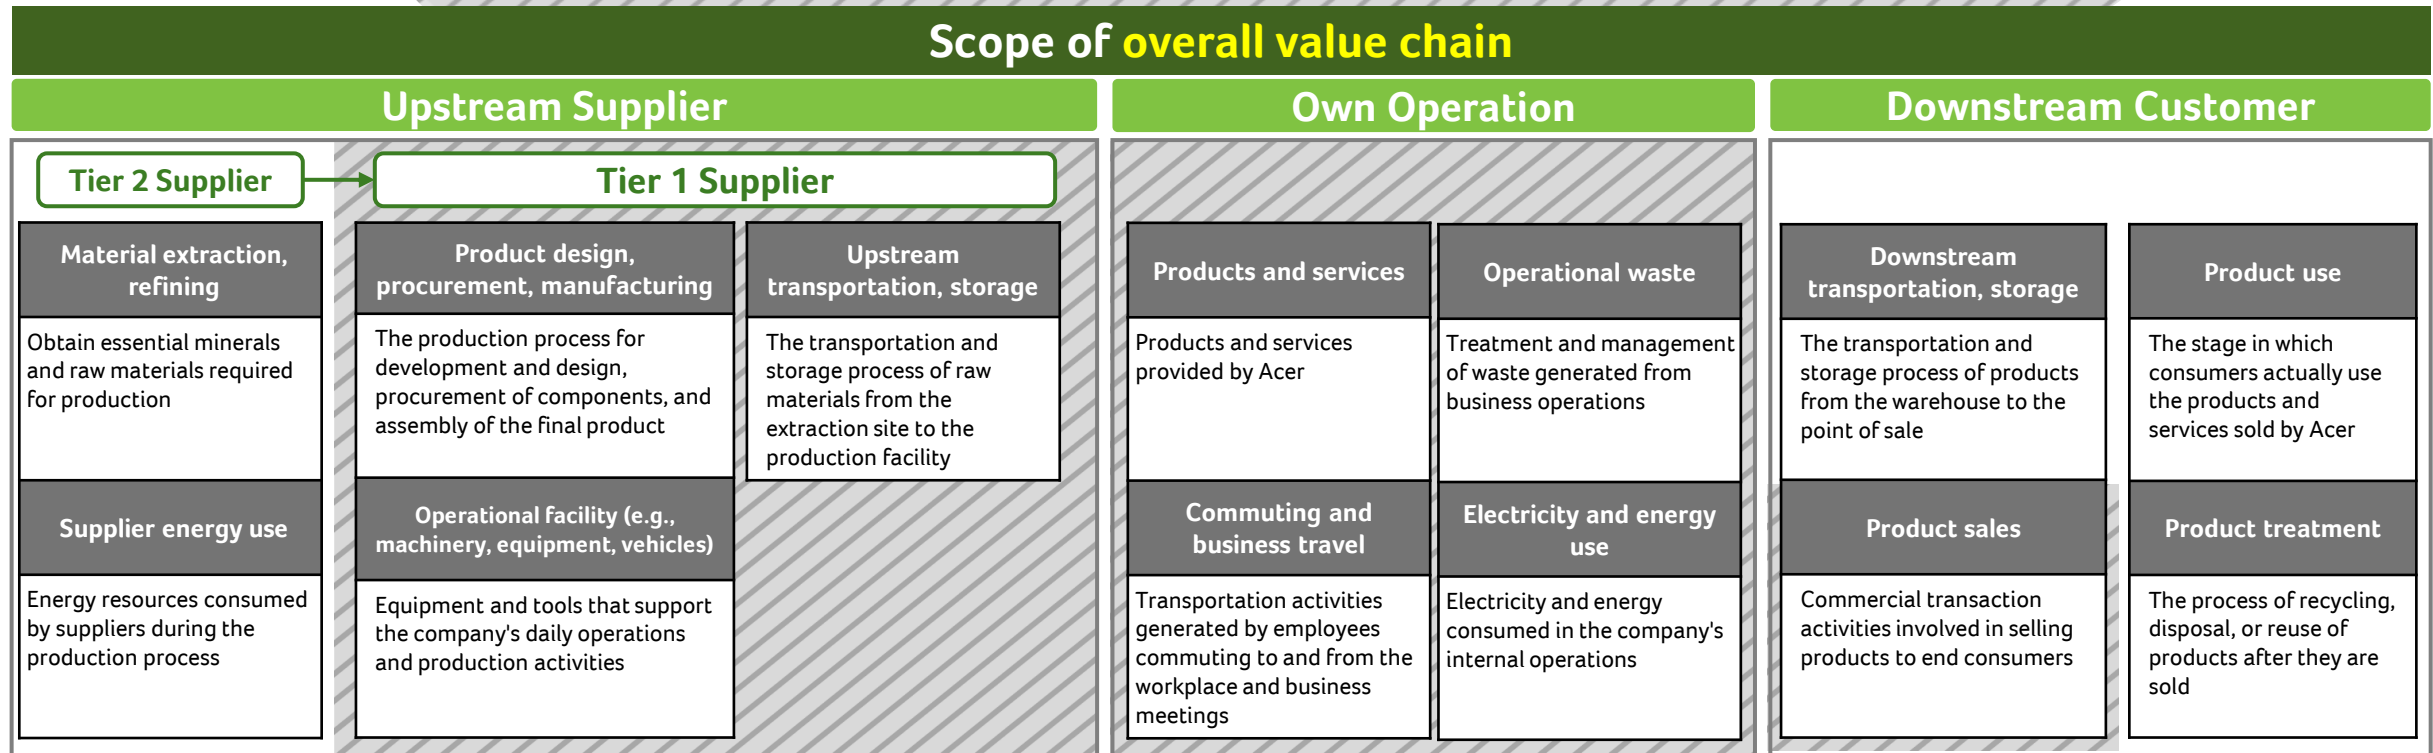 Scope of overall value chain
Upstream Supplier
Tier 2 Supplier
Tier 1 Supplier
Material extraction,
refining
Obtain essential minerals
and raw materials required
for production
Supplier energy use
Energy resources consumed
by suppliers during the
production process
Product design,
procurement, manufacturing
The production process for
development and design,
procurement of components, and
assembly of the final product
Operational facility (e.g.,
machinery, equipment, vehicles)
Equipment and tools that support
the company's daily operations
and production activities
Upstream
transportation, storage
The transportation and
storage process of raw
materials from the
extraction site to the
production facility
Own Operation
Products and services
Products and services
provided by Acer
Operational waste
Treatment and management
of waste generated from
business operations
Commuting and
business travel
Transportation activities
generated by employees
commuting to and from the
workplace and business
meetings
Electricity and energy
use
Electricity and energy
consumed in the company's
internal operations
Downstream Customer
Downstream
transportation, storage
The transportation and
storage process of products
from the warehouse to the
point of sale
Product use
The stage in which
consumers actually use
the products and
services sold by Acer
Product sales
Commercial transaction
activities involved in selling
products to end consumers
Product treatment
The process of recycling,
disposal, or reuse of
products after they are
sold